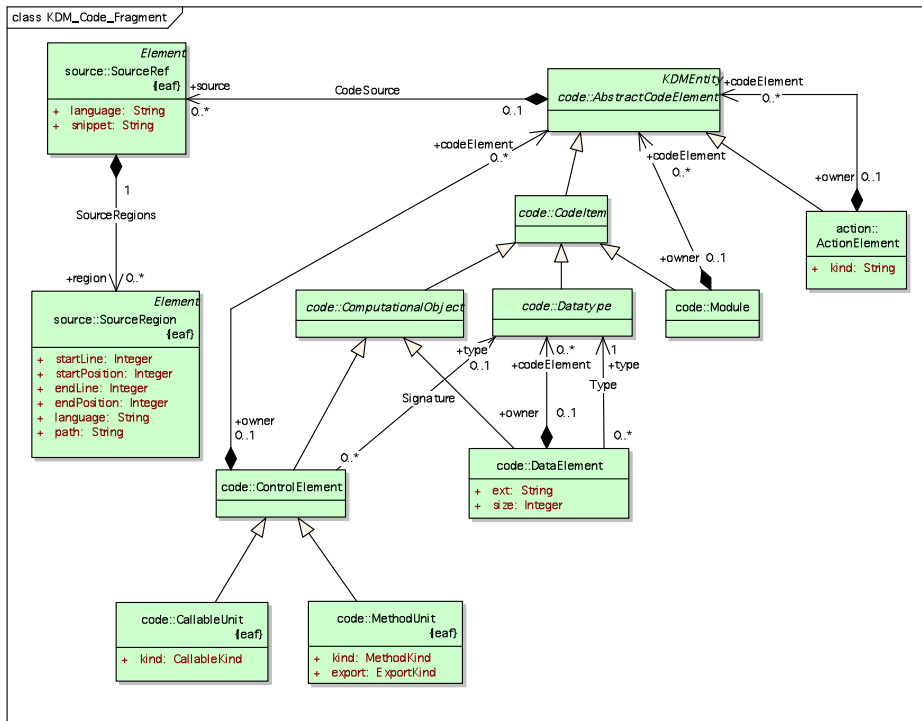 class KDM_Code_Fragment
Element
source::SourceRef
{leaf}
+ language: String
+ snippet: String
+source
0..*
CodeSource
0..1
KDMEntity
code::AbstractCodeElement
+codeElement
0..*
+codeElement
0..*
+codeElement
0..*
1
SourceRegions
+region
0..*
code::CodeItem
+owner
0..1
action::
ActionElement
+ kind: String
+owner
0..1
Element
source::SourceRegion
{leaf}
+ startLine: Integer
+ startPosition: Integer
+ endLine: Integer
+ endPosition: Integer
+ language: String
+ path: String
code::ComputationalObject
code::Datatype
code::Module
+type
0..1
0..*
+codeElement
1
+type
Type
Signature
+owner
0..1
+owner
0..1
0..*
0..*
code::ControlElement
code::DataElement
+ ext: String
+ size: Integer
code::CallableUnit
{leaf}
+ kind: CallableKind
code::MethodUnit
{leaf}
+ kind: MethodKind
+ export: ExportKind